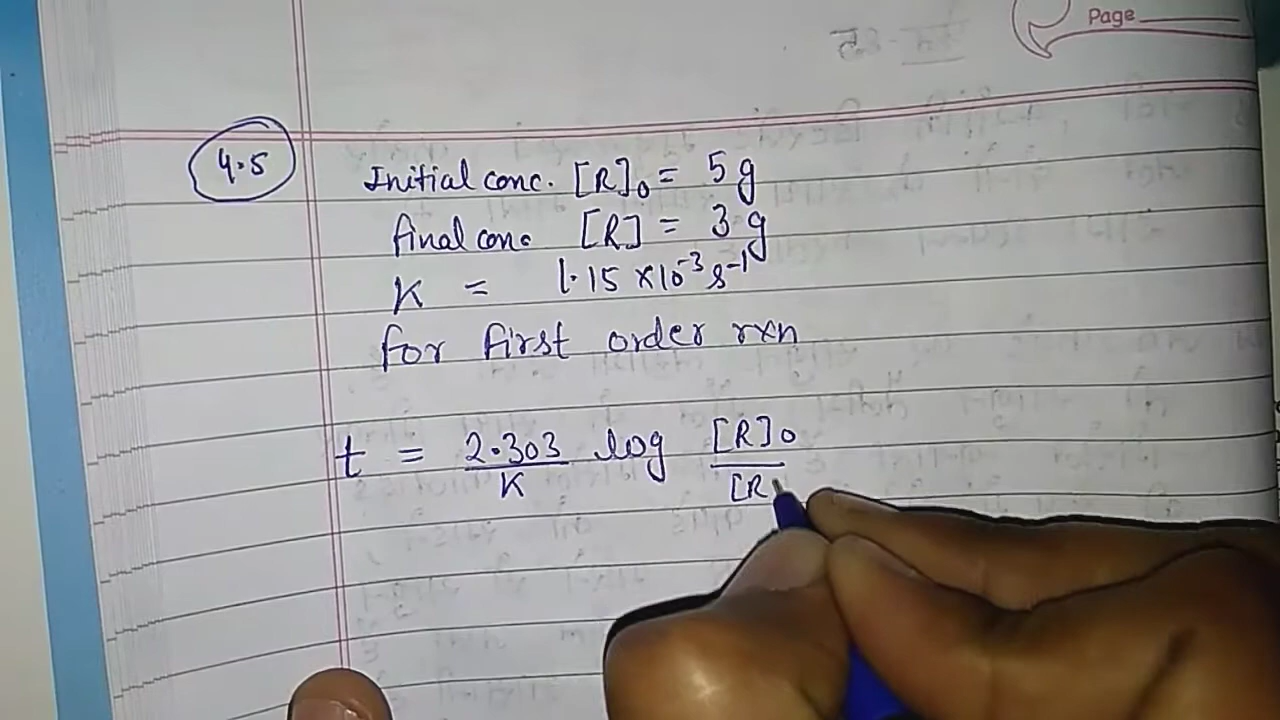 Page
4.5
Initial conc. [R]₀ = 5 g
final conc [R] = 3 g
K = 1.15 ×10⁻³ s⁻¹
for first order rxn
t = 2.303/K log [R]₀/[R